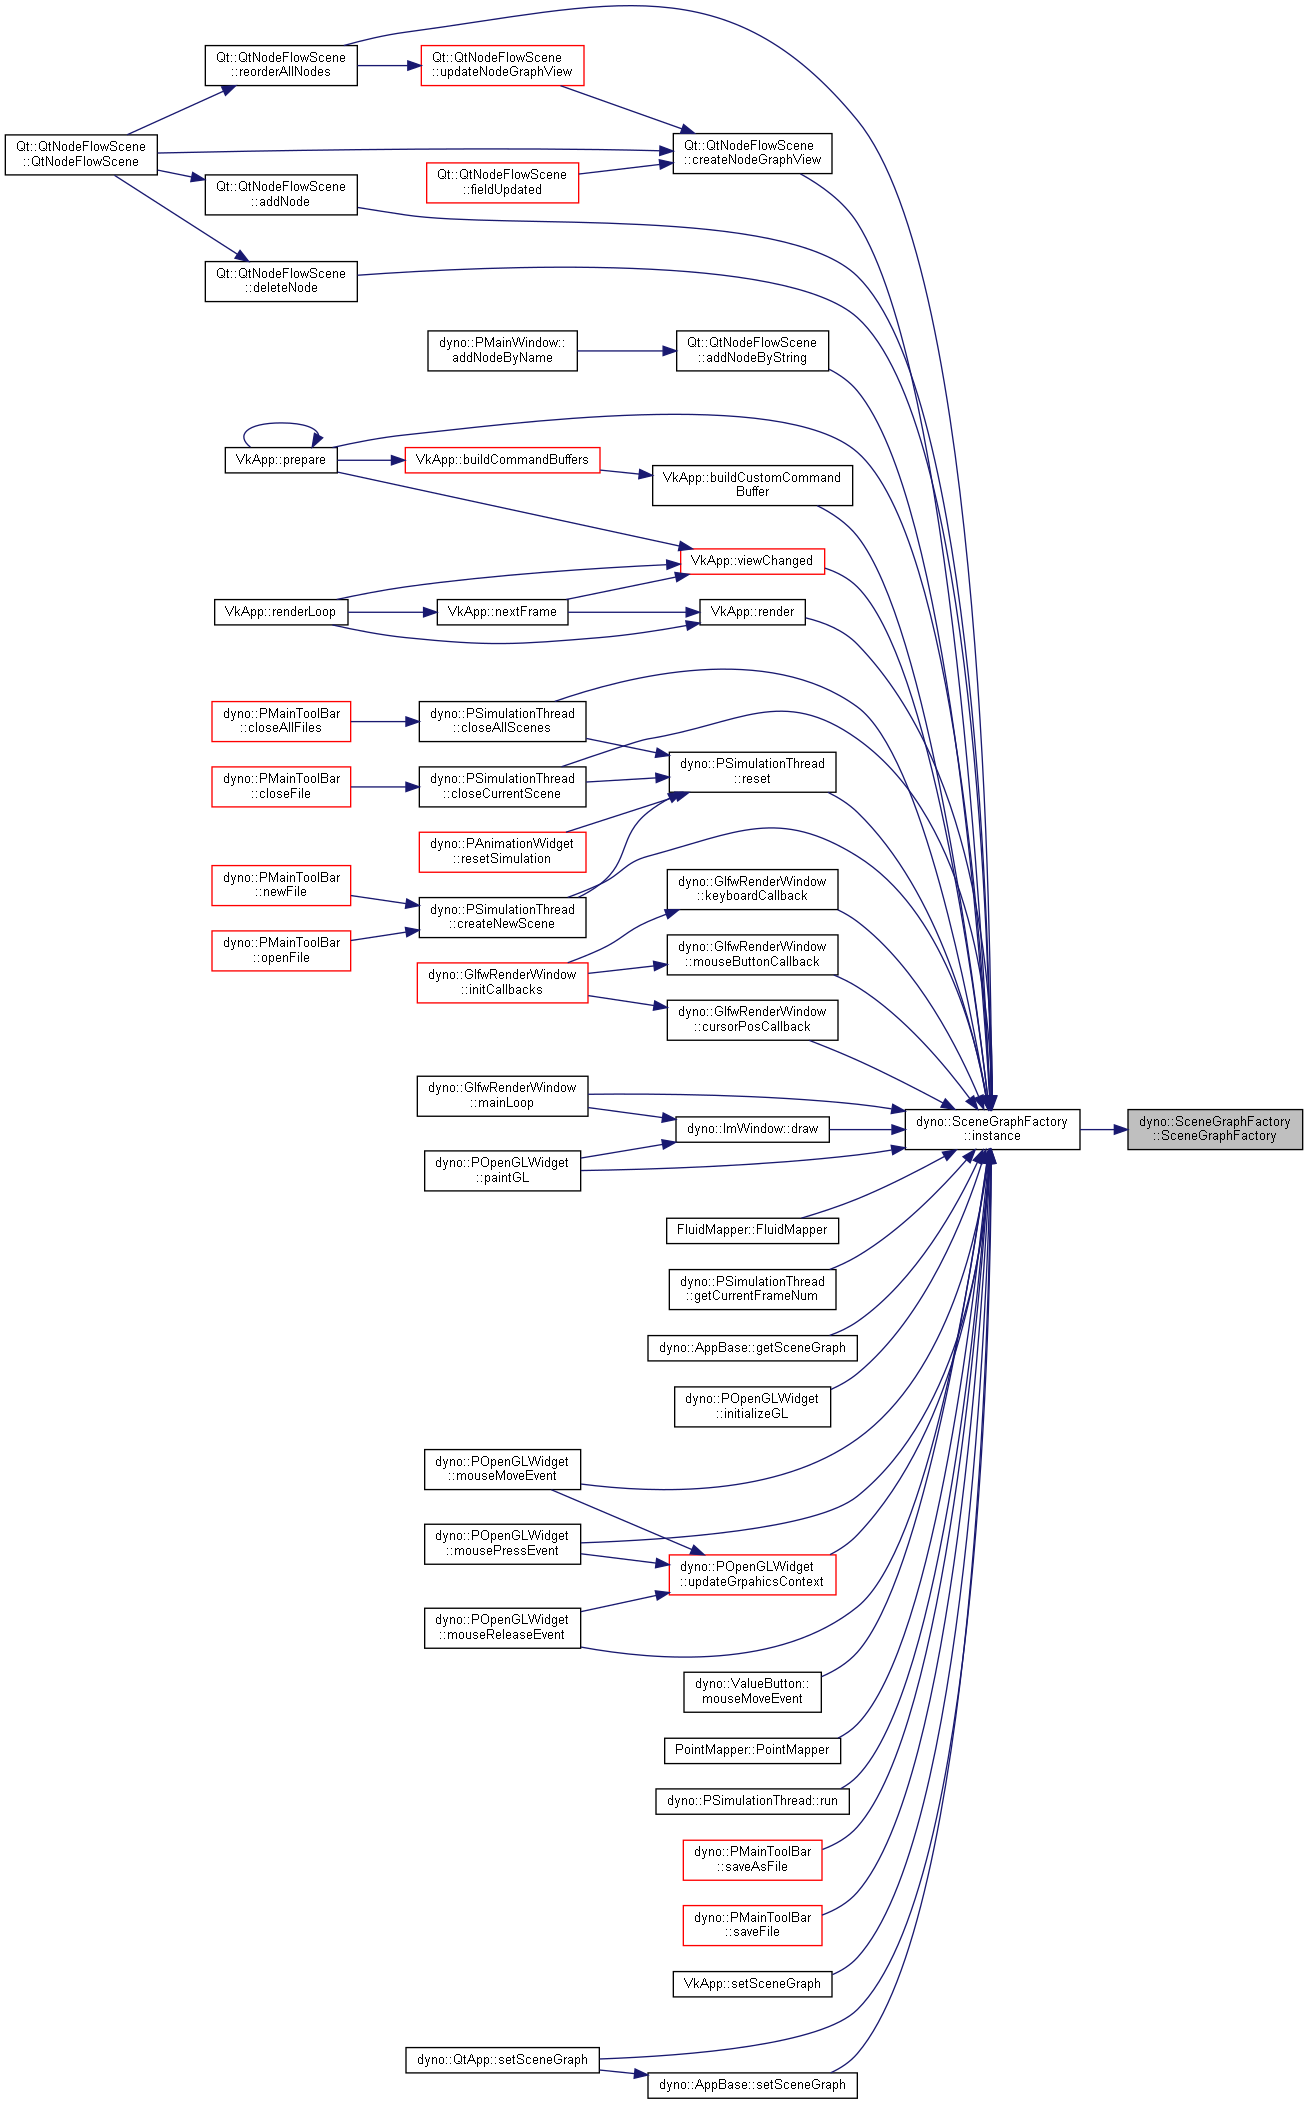 Qt::QtNodeFlowScene
::reorderAllNodes
Qt::QtNodeFlowScene
::updateNodeGraphView
Qt::QtNodeFlowScene
::QtNodeFlowScene
Qt::QtNodeFlowScene
::createNodeGraphView
Qt::QtNodeFlowScene
::fieldUpdated
Qt::QtNodeFlowScene
::addNode
Qt::QtNodeFlowScene
::deleteNode
dyno::PMainWindow::
addNodeByName
Qt::QtNodeFlowScene
::addNodeByString
VkApp::prepare
VkApp::buildCommandBuffers
VkApp::buildCustomCommand
Buffer
VkApp::viewChanged
VkApp::renderLoop
VkApp::nextFrame
VkApp::render
dyno::PMainToolBar
::closeAllFiles
dyno::PSimulationThread
::closeAllScenes
dyno::PSimulationThread
::reset
dyno::PMainToolBar
::closeFile
dyno::PSimulationThread
::closeCurrentScene
dyno::PAnimationWidget
::resetSimulation
dyno::PMainToolBar
::newFile
dyno::GlfwRenderWindow
::keyboardCallback
dyno::PSimulationThread
::createNewScene
dyno::PMainToolBar
::openFile
dyno::GlfwRenderWindow
::mouseButtonCallback
dyno::GlfwRenderWindow
::initCallbacks
dyno::GlfwRenderWindow
::cursorPosCallback
dyno::GlfwRenderWindow
::mainLoop
dyno::ImWindow::draw
dyno::SceneGraphFactory
::instance
dyno::SceneGraphFactory
::SceneGraphFactory
dyno::POpenGLWidget
::paintGL
FluidMapper::FluidMapper
dyno::PSimulationThread
::getCurrentFrameNum
dyno::AppBase::getSceneGraph
dyno::POpenGLWidget
::initializeGL
dyno::POpenGLWidget
::mouseMoveEvent
dyno::POpenGLWidget
::mousePressEvent
dyno::POpenGLWidget
::updateGrpahicsContext
dyno::POpenGLWidget
::mouseReleaseEvent
dyno::ValueButton::
mouseMoveEvent
PointMapper::PointMapper
dyno::PSimulationThread::run
dyno::PMainToolBar
::saveAsFile
dyno::PMainToolBar
::saveFile
VkApp::setSceneGraph
dyno::QtApp::setSceneGraph
dyno::AppBase::setSceneGraph